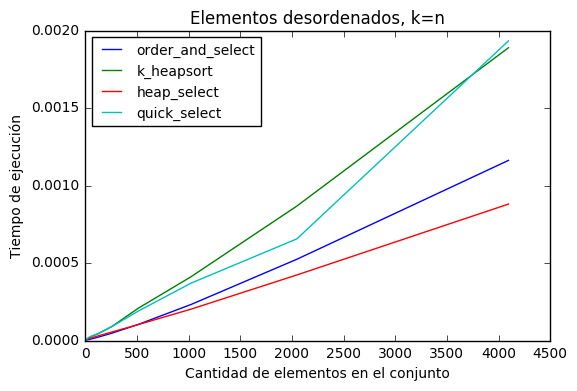 Elementos desordenados, k=n
order_and_select
k_heapsort
heap_select
quick_select
Tiempo de ejecución
0.0020
0.0015
0.0010
0.0005
0.0000
0 500 1000 1500 2000 2500 3000 3500 4000 4500
Cantidad de elementos en el conjunto